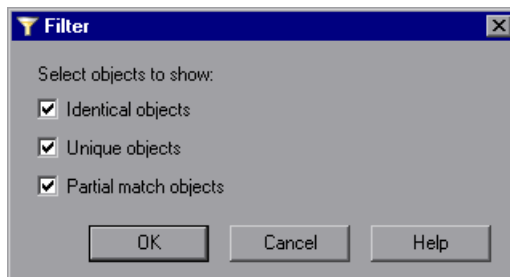 Filter
Select objects to show:
Identical objects
Unique objects
Partial match objects
OK Cancel Help